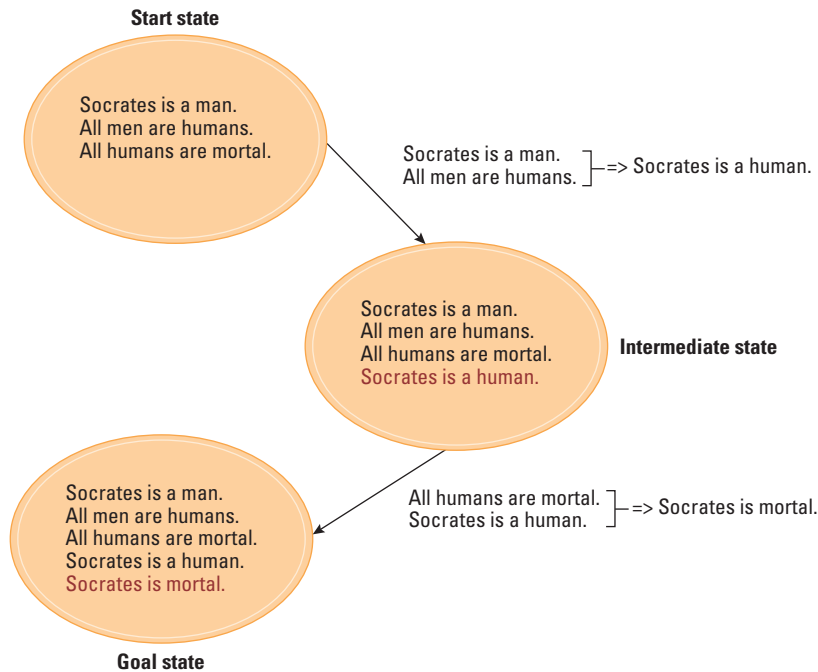 Start state
Socrates is a man.
All men are humans.
All humans are mortal.
Socrates is a man.
All men are humans.
=> Socrates is a human.
Socrates is a man.
All men are humans.
All humans are mortal.
Socrates is a human.
Intermediate state
All humans are mortal.
Socrates is a human.
=> Socrates is mortal.
Socrates is a man.
All men are humans.
All humans are mortal.
Socrates is a human.
Socrates is mortal.
Goal state